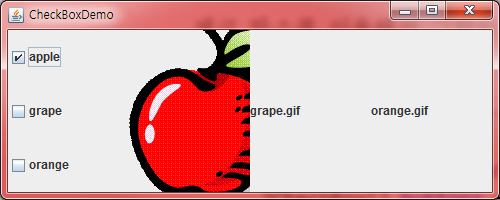 CheckBoxDemo
apple
grape
orange
grape.gif
orange.gif